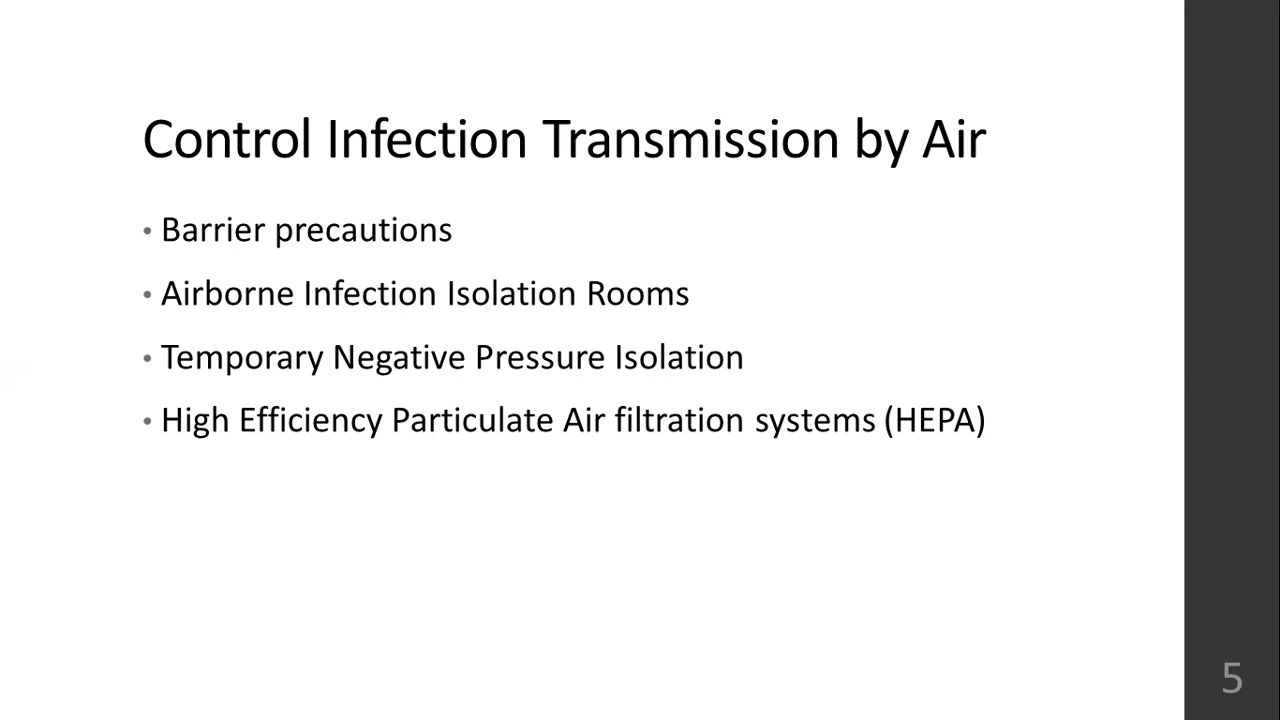 Control Infection Transmission by Air
• Barrier precautions
• Airborne Infection Isolation Rooms
• Temporary Negative Pressure Isolation
• High Efficiency Particulate Air filtration systems (HEPA)
5